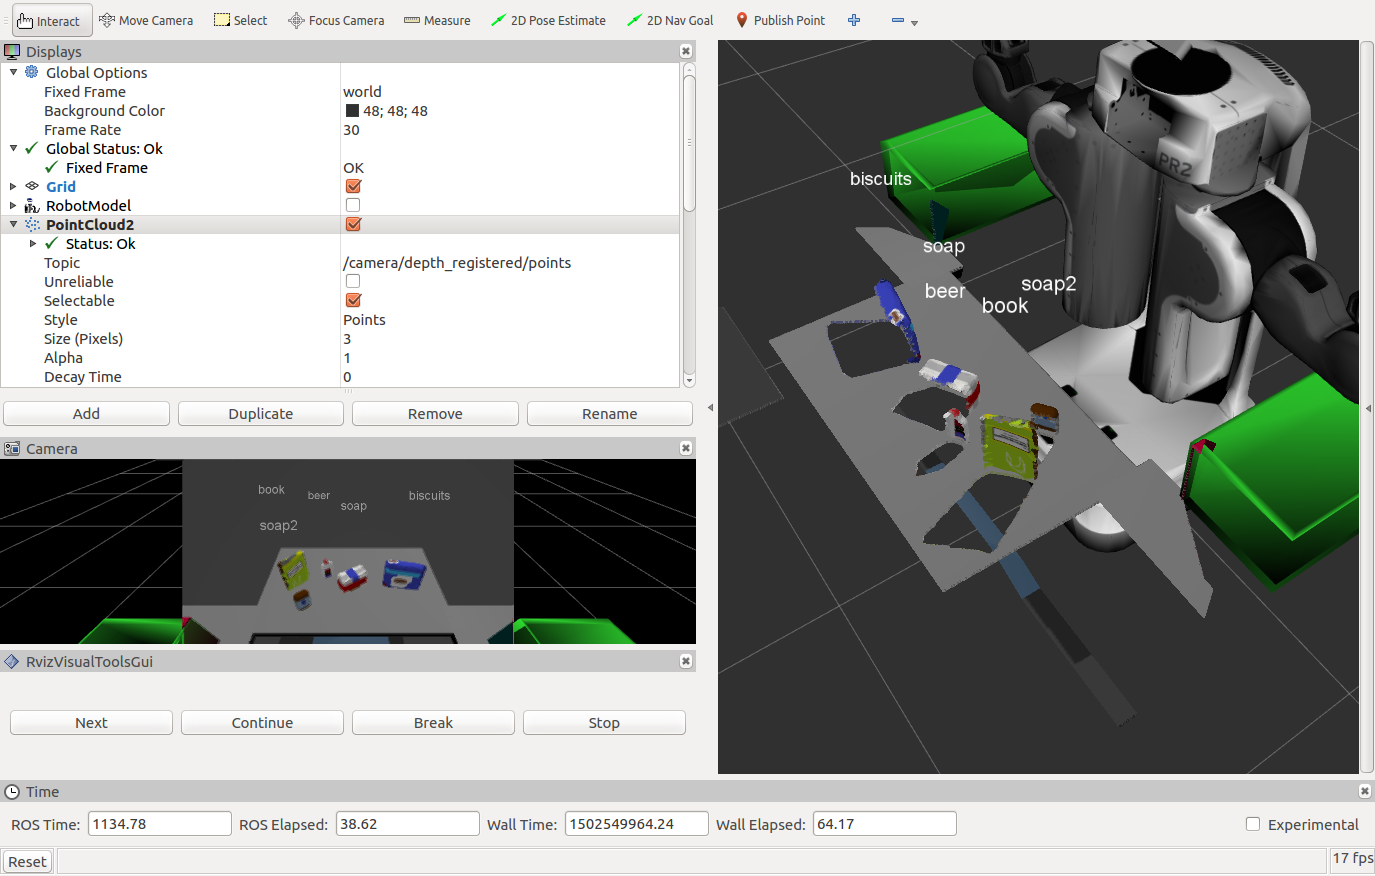 Interact Move Camera Select Focus Camera Measure 2D Pose Estimate 2D Nav Goal Publish Point
Displays
Global Options
Fixed Frame world
Background Color 48; 48; 48
Frame Rate 30
Global Status: Ok
Fixed Frame OK
Grid
RobotModel
PointCloud2
Status: Ok
Topic /camera/depth_registered/points
Unreliable
Selectable
Style Points
Size (Pixels) 3
Alpha 1
Decay Time 0
Add Duplicate Remove Rename
Camera
book
beer
soap
biscuits
soap2
RvizVisualToolsGui
Next Continue Break Stop
PR2
biscuits
soap
beer
book
soap2
Time
ROS Time: 1134.78 ROS Elapsed: 38.62 Wall Time: 1502549964.24 Wall Elapsed: 64.17 Experimental
Reset 17 fps